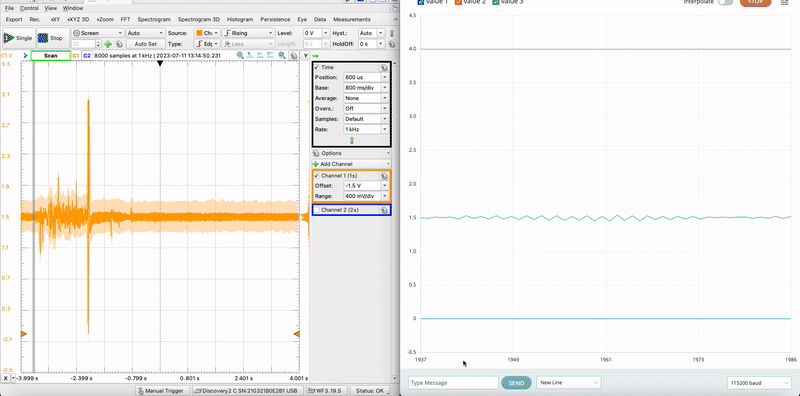 File Control View Window
Export Rec. +XY +XYZ 3D +Zoom FFT Spectrogram Spectrogram 3D Histogram Persistence Eye Data Measurements
Single Stop Screen Auto Source: Ch Rising Level: 0 V Hyst.: Auto
Auto Set Type: Edg If HoldOff: 0 s
C1 V Scan C1 C2 8000 samples at 1 kHz | 2023-07-11 13:14:50.231 Y
3.5
3.1
2.7
2.3
1.9
1.5
1.1
0.7
0.3
-0.1
-0.5
X -3.999 s -2.399 s -0.799 s 0.801 s 2.401 s 4.001 s
Time
Position: 600 us
Base: 800 ms/div
Average: None
Overs.: Off
Samples: Default
Rate: 1 kHz
Options
Add Channel
Channel 1 (1x)
Offset: -1.5 V
Range: 400 mV/div
Channel 2 (2x)
Manual Trigger Discovery2 C SN:210321B0E2B1 USB WF3.19.5 Status: OK
Value 1 Value 2 Value 3 Interpolate STOP
4.5
4.0
3.5
3.0
2.5
2.0
1.5
1.0
0.5
0
-0.5
1937 1949 1961 1973 1986
Type Message SEND New Line 115200 baud